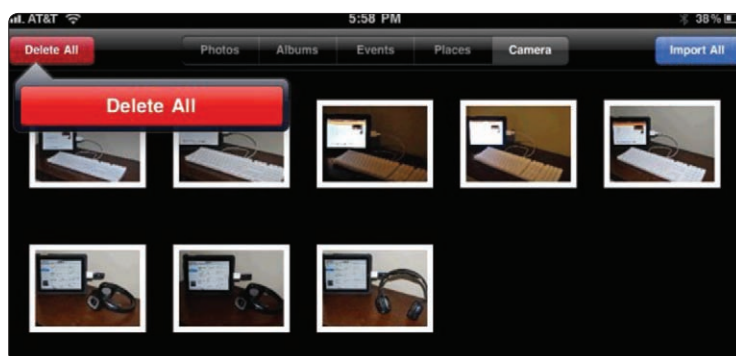 AT&T 5:58 PM 38%
Delete All Photos Albums Events Places Camera Import All
Delete All